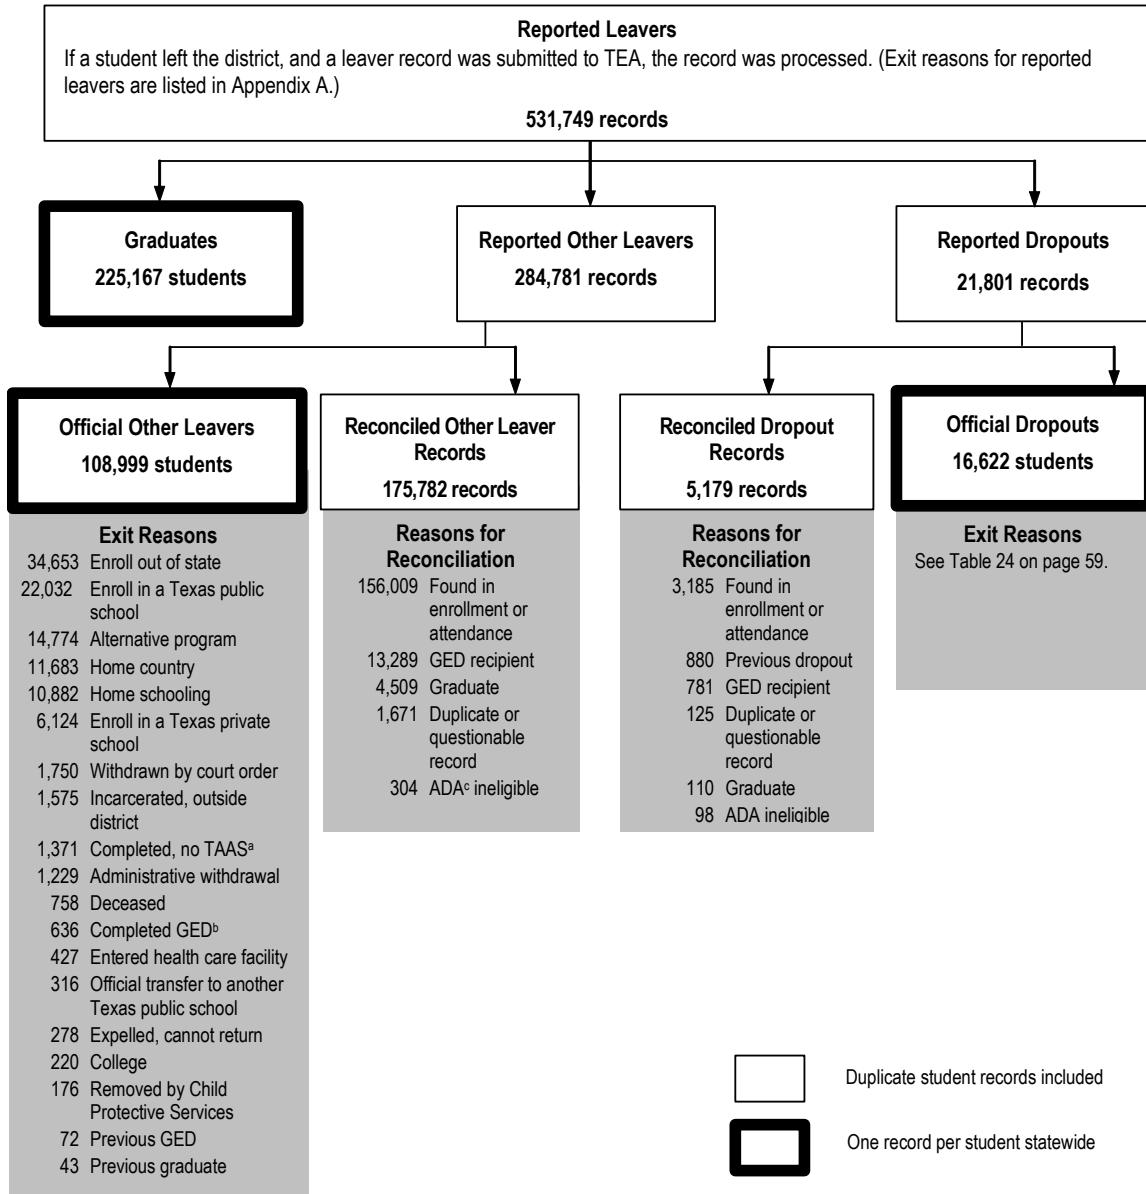 Reported Leavers
If a student left the district, and a leaver record was submitted to TEA, the record was processed. (Exit reasons for reported
leavers are listed in Appendix A.)
531,749 records
Graduates
225,167 students
Reported Other Leavers
284,781 records
Reported Dropouts
21,801 records
Official Other Leavers
108,999 students
Exit Reasons
34,653 Enroll out of state
22,032 Enroll in a Texas public
school
14,774 Alternative program
11,683 Home country
10,882 Home schooling
6,124 Enroll in a Texas private
school
1,750 Withdrawn by court order
1,575 Incarcerated, outside
district
1,371 Completed, no TAASᵃ
1,229 Administrative withdrawal
758 Deceased
636 Completed GEDᵇ
427 Entered health care facility
316 Official transfer to another
Texas public school
278 Expelled, cannot return
220 College
176 Removed by Child
Protective Services
72 Previous GED
43 Previous graduate
Reconciled Other Leaver
Records
175,782 records
Reasons for
Reconciliation
156,009 Found in
enrollment or
attendance
13,289 GED recipient
4,509 Graduate
1,671 Duplicate or
questionable
record
304 ADAᶜ ineligible
Reconciled Dropout
Records
5,179 records
Reasons for
Reconciliation
3,185 Found in
enrollment or
attendance
880 Previous dropout
781 GED recipient
125 Duplicate or
questionable
record
110 Graduate
98 ADA ineligible
Official Dropouts
16,622 students
Exit Reasons
See Table 24 on page 59.
Duplicate student records included
One record per student statewide